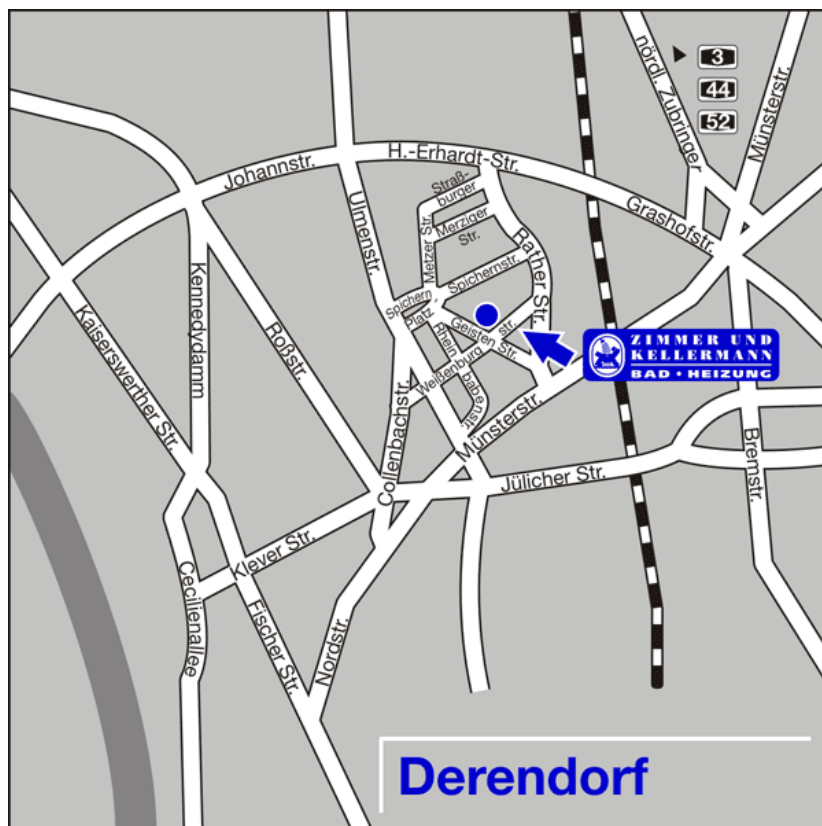 nördl. Zubringer
3
44
52
Münsterstr.
H.-Erhardt-Str.
Johannstr.
Straß-
burger
Merziger
Str.
Metzer Str.
Ulmenstr.
Grashofstr.
Rather Str.
Spichernstr.
Spichern
Platz
Kennedydamm
Kaiserswerther Str.
Roßstr.
Geisten Str.
Weißenburg
str.
Rhein
babenstr.
ZIMMER UND
KELLERMANN
BAD • HEIZUNG
Collenbachstr.
Münsterstr.
Jülicher Str.
Bremstr.
Klever Str.
Cecilienallee
Fischer Str.
Nordstr.
Derendorf